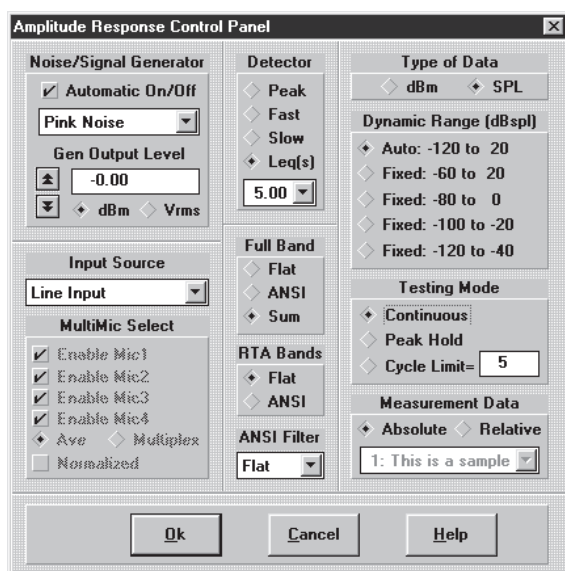 Amplitude Response Control Panel
Noise/Signal Generator
Automatic On/Off
Pink Noise
Gen Output Level
-0.00
dBm Vrms
Input Source
Line Input
MultiMic Select
Enable Mic1
Enable Mic2
Enable Mic3
Enable Mic4
Ave Multiplex
Normalized
Detector
Peak
Fast
Slow
Leq(s)
5.00
Full Band
Flat
ANSI
Sum
RTA Bands
Flat
ANSI
ANSI Filter
Flat
Type of Data
dBm SPL
Dynamic Range (dBspl)
Auto: -120 to 20
Fixed: -60 to 20
Fixed: -80 to 0
Fixed: -100 to -20
Fixed: -120 to -40
Testing Mode
Continuous
Peak Hold
Cycle Limit= 5
Measurement Data
Absolute Relative
1: This is a sample
Ok Cancel Help